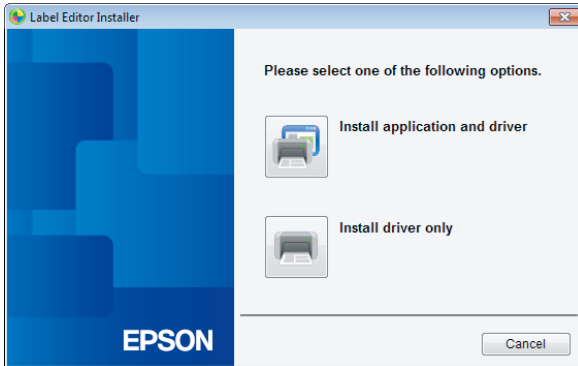 Label Editor Installer
Please select one of the following options.
Install application and driver
Install driver only
EPSON
Cancel